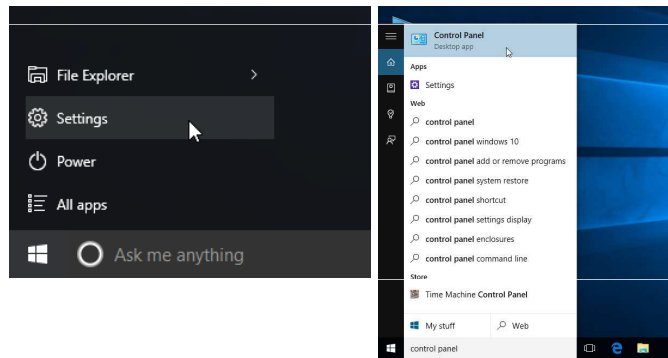 File Explorer
Settings
Power
All apps
Ask me anything
Control Panel
Desktop app
Apps
Settings
Web
control panel
control panel windows 10
control panel add or remove programs
control panel system restore
control panel shortcut
control panel settings display
control panel enclosures
control panel command line
Store
Time Machine Control Panel
My stuff
Web
control panel